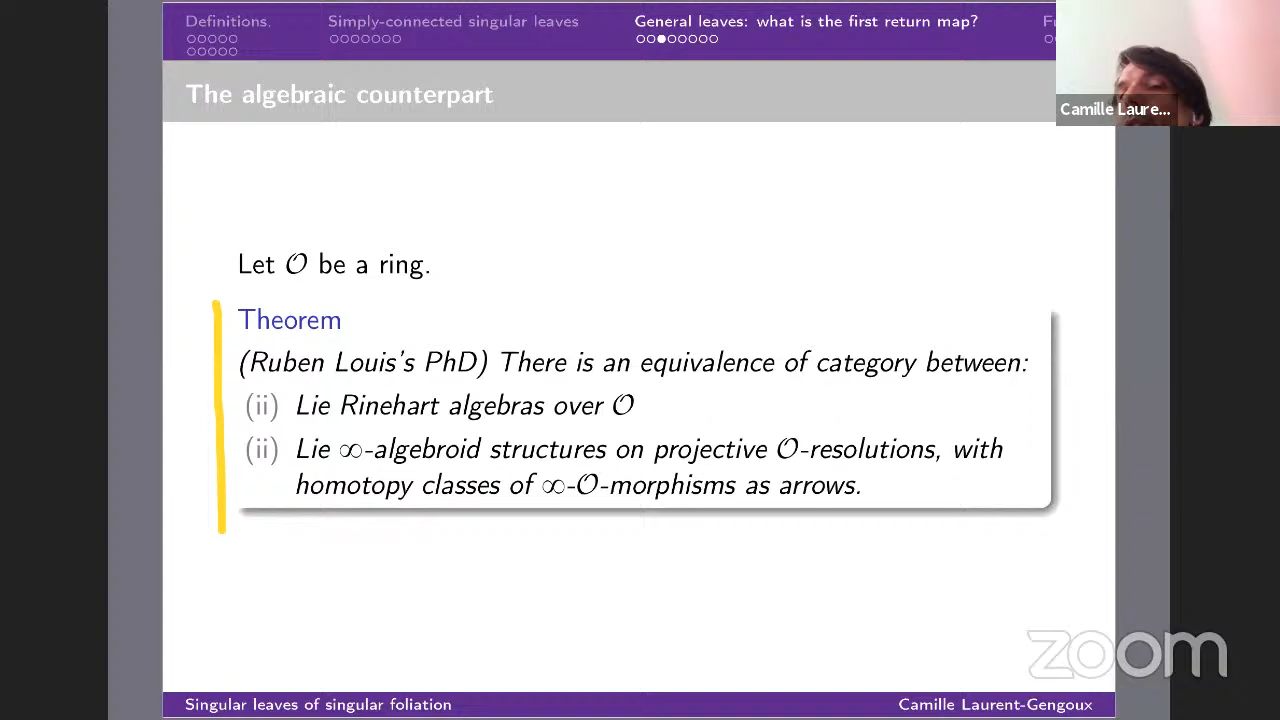 Definitions.
Simply-connected singular leaves
General leaves: what is the first return map?
The algebraic counterpart
Camille Laure...
Let 𝒪 be a ring.
Theorem
(Ruben Louis's PhD) There is an equivalence of category between:
(ii) Lie Rinehart algebras over 𝒪
(ii) Lie ∞-algebroid structures on projective 𝒪-resolutions, with
homotopy classes of ∞-𝒪-morphisms as arrows.
zoom
Singular leaves of singular foliation
Camille Laurent-Gengoux